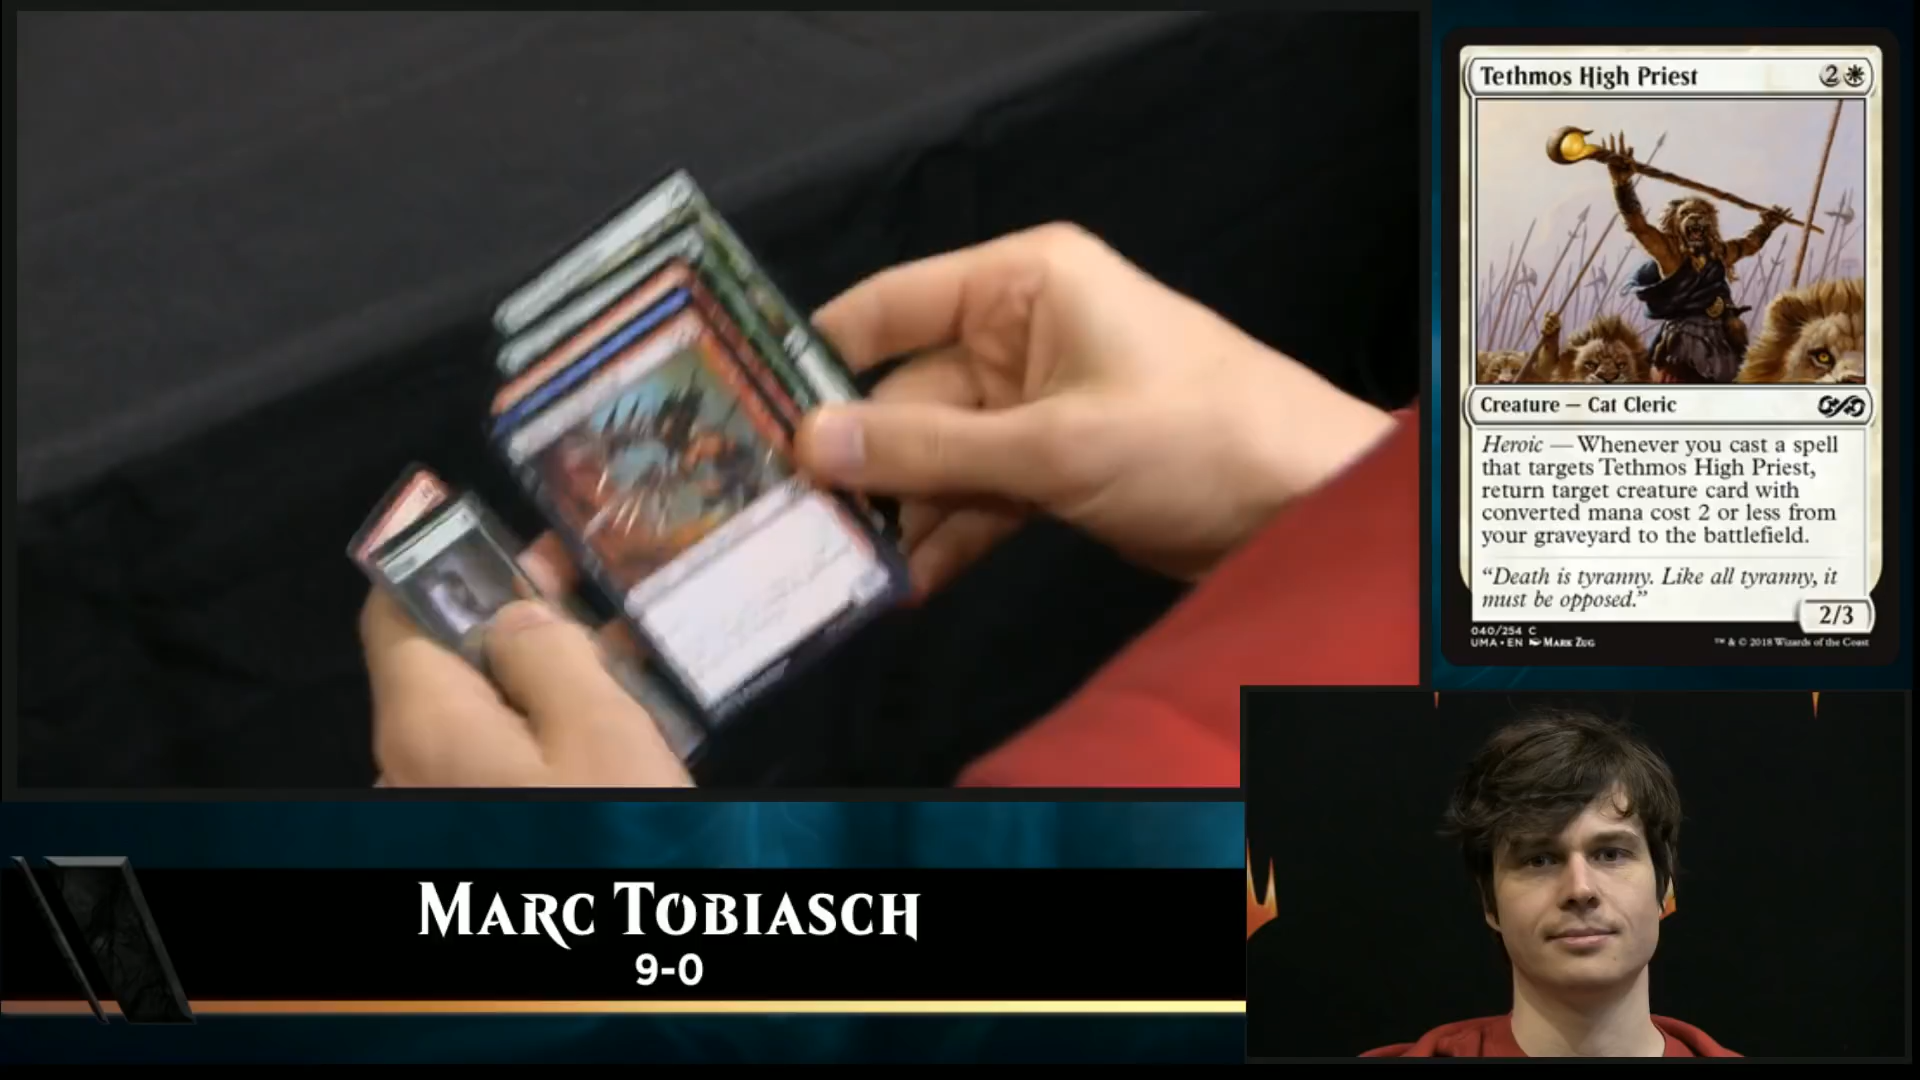 Tethmos High Priest
2
Creature — Cat Cleric
Heroic — Whenever you cast a spell
that targets Tethmos High Priest,
return target creature card with
converted mana cost 2 or less from
your graveyard to the battlefield.
“Death is tyranny. Like all tyranny, it
must be opposed.”
2/3
040/254 C
UMA • EN Mark Zug
™ & © 2018 Wizards of the Coast
Marc Tobiasch
9-0